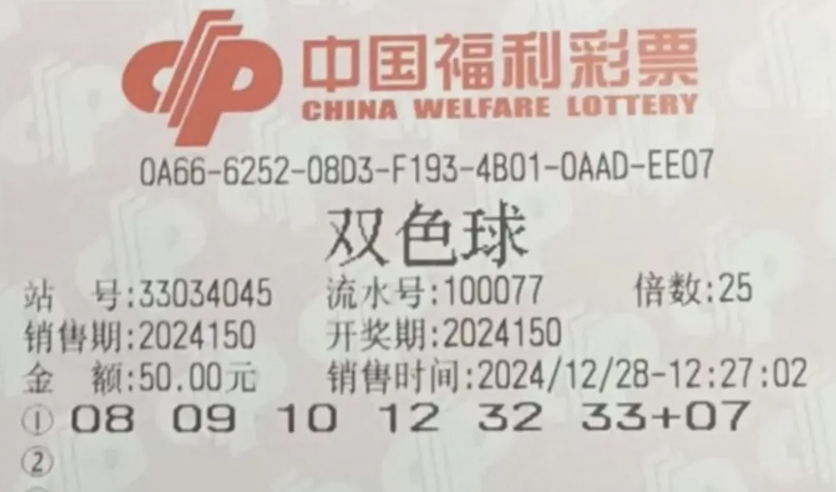 中国福利彩票
CHINA WELFARE LOTTERY
0A66-6252-08D3-F193-4B01-0AAD-EE07
双色球
站 号:33034045 流水号:100077 倍数:25
销售期:2024150 开奖期:2024150
金 额:50.00元 销售时间:2024/12/28-12:27:02
① 08 09 10 12 32 33+07
②